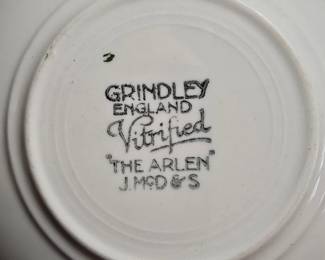 GRINDLEY
ENGLAND
Vitrified
"THE ARLEN"
J. McD & S